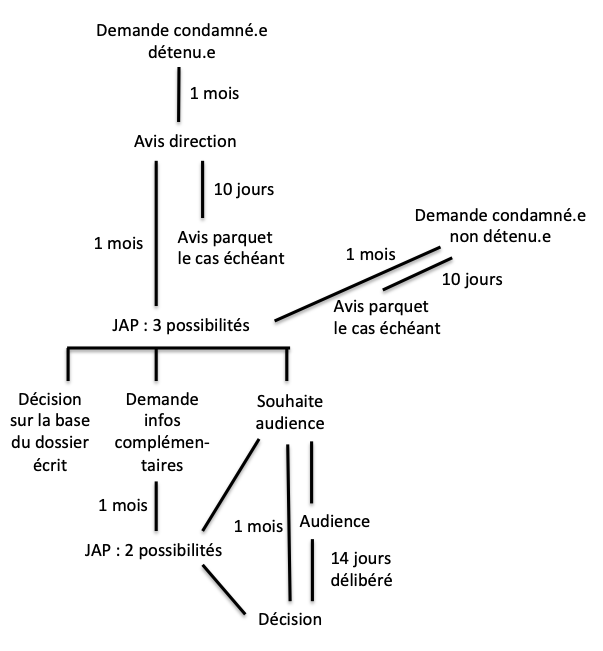 Demande condamné.e
détenu.e
1 mois
Avis direction
10 jours
1 mois
Avis parquet
le cas échéant
Demande condamné.e
non détenu.e
1 mois
10 jours
Avis parquet
le cas échéant
JAP : 3 possibilités
Décision
sur la base
du dossier
écrit
Demande
infos
complémen-
taires
Souhaite
audience
1 mois
JAP : 2 possibilités
1 mois
Audience
14 jours
délibéré
Décision